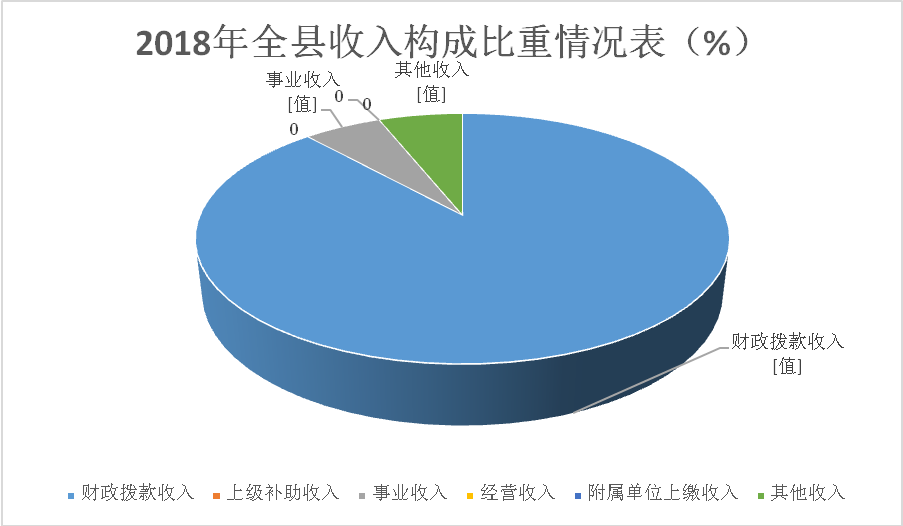 2018年全县收入构成比重情况表（%）
其他收入
[值]
事业收入
[值]
0
0
0
财政拨款收入
[值]
财政拨款收入 上级补助收入 事业收入 经营收入 附属单位上缴收入 其他收入